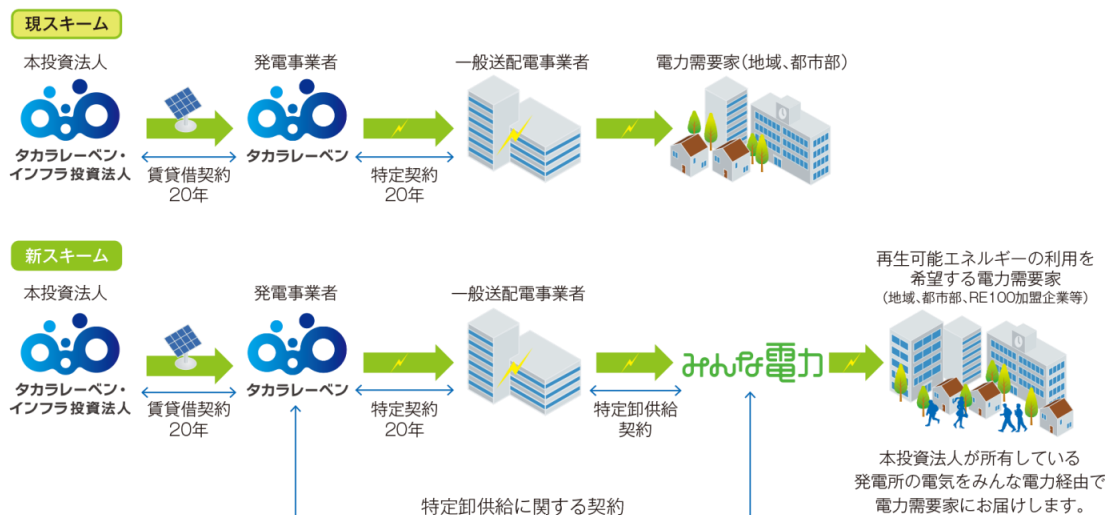 現スキーム
本投資法人
発電事業者
一般送配電事業者
電力需要家(地域、都市部)
タカラレーベン・
インフラ投資法人
賃貸借契約
20年
タカラレーベン
特定契約
20年
新スキーム
本投資法人
発電事業者
一般送配電事業者
再生可能エネルギーの利用を
希望する電力需要家
(地域、都市部、RE100加盟企業等)
みんな電力
タカラレーベン・
インフラ投資法人
賃貸借契約
20年
タカラレーベン
特定契約
20年
特定卸供給
契約
本投資法人が所有している
発電所の電気をみんな電力経由で
電力需要家にお届けします。
特定卸供給に関する契約